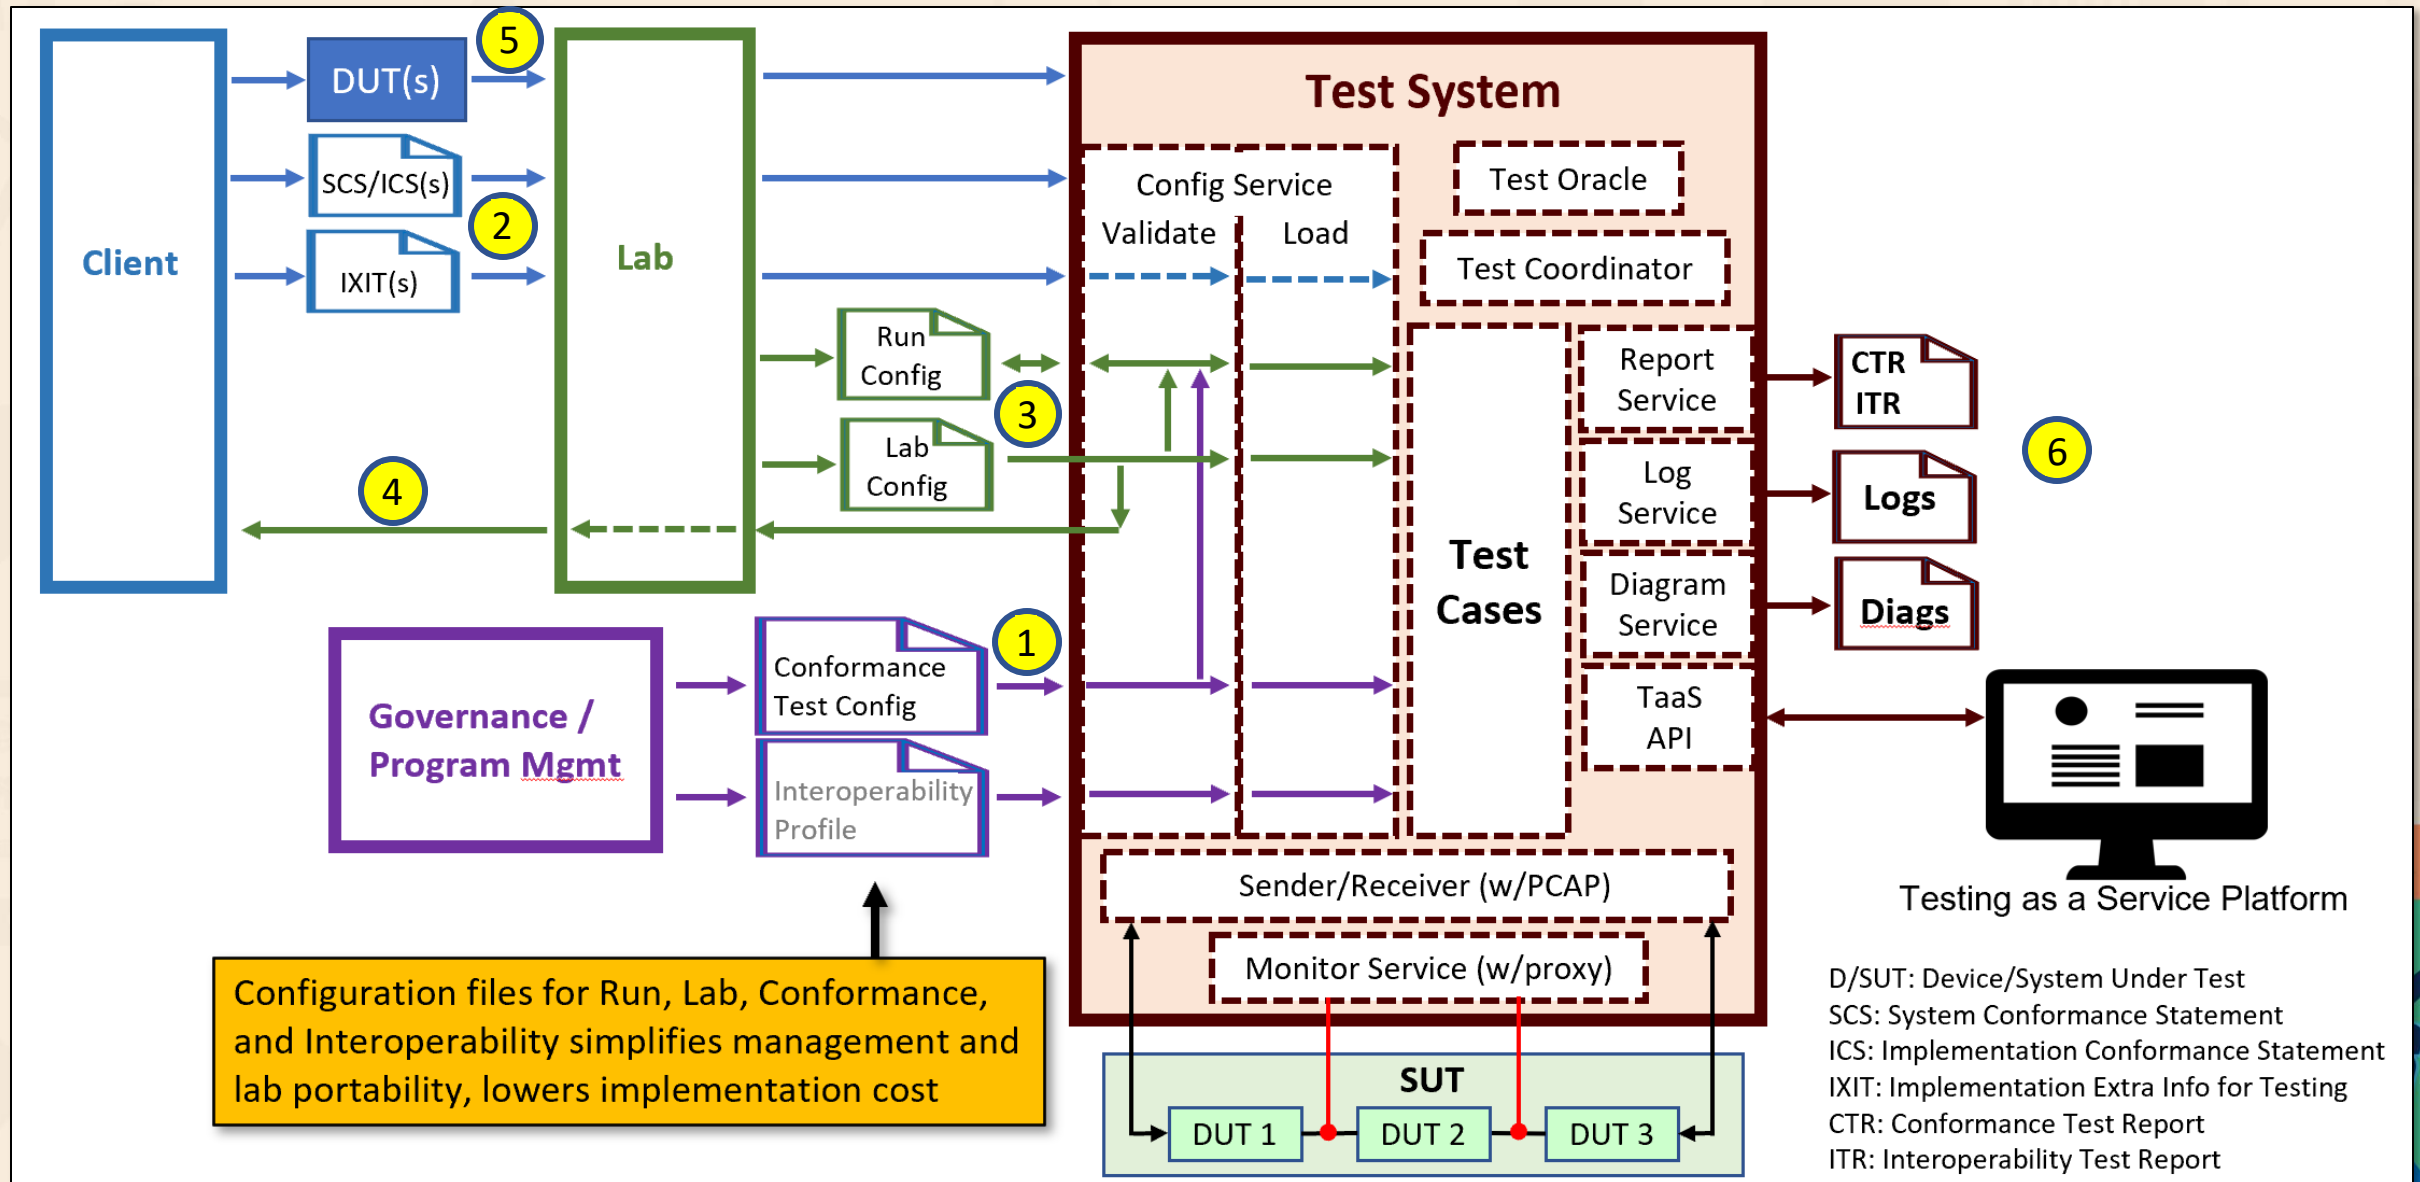 5
DUT(s)
Test System
SCS/ICS(s)
Config Service
Test Oracle
2
Validate
Load
Client
Lab
IXIT(s)
Test Coordinator
Run
Config
Report
Service
CTR
ITR
3
Lab
Config
6
Log
Service
Logs
4
Test
Cases
Diagram
Service
Diags
1
Conformance
Test Config
Governance /
Program Mgmt
TaaS
API
Interoperability
Profile
Sender/Receiver (w/PCAP)
Testing as a Service Platform
Monitor Service (w/proxy)
Configuration files for Run, Lab, Conformance,
and Interoperability simplifies management and
lab portability, lowers implementation cost
SUT
DUT 1
DUT 2
DUT 3
D/SUT: Device/System Under Test
SCS: System Conformance Statement
ICS: Implementation Conformance Statement
IXIT: Implementation Extra Info for Testing
CTR: Conformance Test Report
ITR: Interoperability Test Report